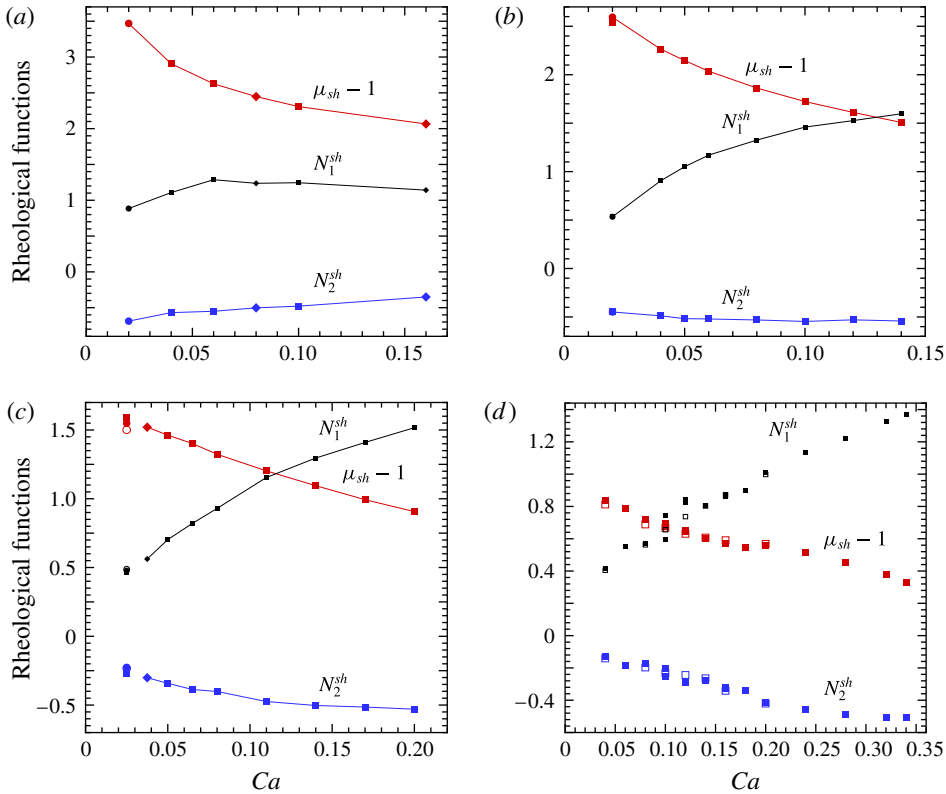 (a)
(b)
Rheological functions
3
2
1
0
μsh – 1
N1sh
N2sh
0
0.05
0.10
0.15
2
1
0
μsh – 1
N1sh
N2sh
0
0.05
0.10
0.15
(c)
(d)
Rheological functions
1.5
1.0
0.5
0
−0.5
N1sh
μsh – 1
N2sh
0
0.05
0.10
0.15
0.20
Ca
1.2
0.8
0.4
0
−0.4
N1sh
μsh – 1
N2sh
0
0.05
0.10
0.15
0.20
0.25
0.30
0.35
Ca